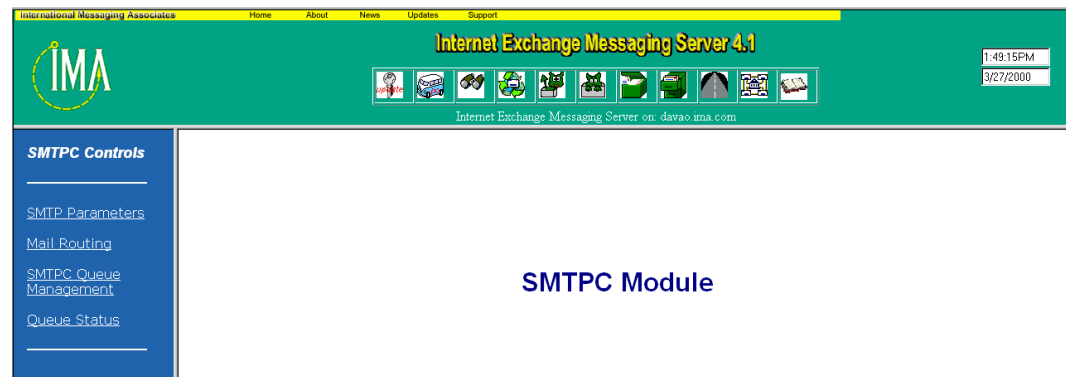 International Messaging Associates Home About News Updates Support
IMA
Internet Exchange Messaging Server 4.1
1:49:15PM
3/27/2000
update
Internet Exchange Messaging Server on: davao.ima.com
SMTPC Controls
SMTP Parameters
Mail Routing
SMTPC Queue
Management
Queue Status
SMTPC Module